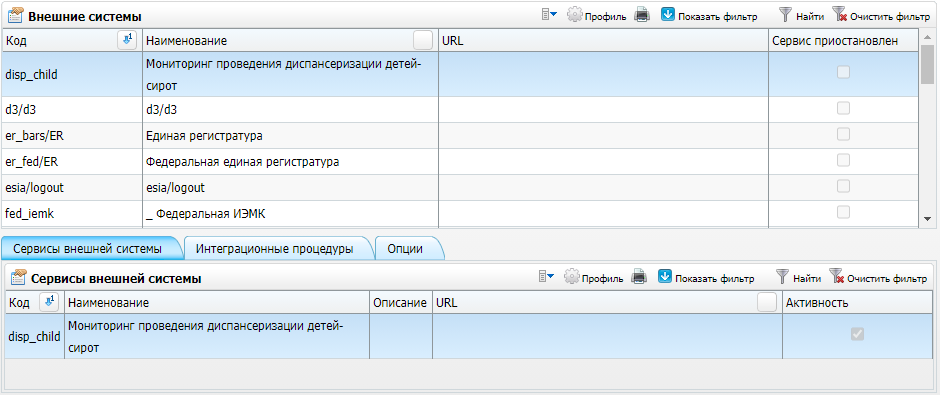 Внешние системы
Профиль Показать фильтр Найти Очистить фильтр
Код Наименование URL Сервис приостановлен
disp_child Мониторинг проведения диспансеризации детей-
сирот
d3/d3 d3/d3
er_bars/ER Единая регистратура
er_fed/ER Федеральная единая регистратура
esia/logout esia/logout
fed_iemk _ Федеральная ИЭМК
Сервисы внешней системы Интеграционные процедуры Опции
Сервисы внешней системы
Профиль Показать фильтр Найти Очистить фильтр
Код Наименование Описание URL Активность
disp_child Мониторинг проведения диспансеризации детей-
сирот